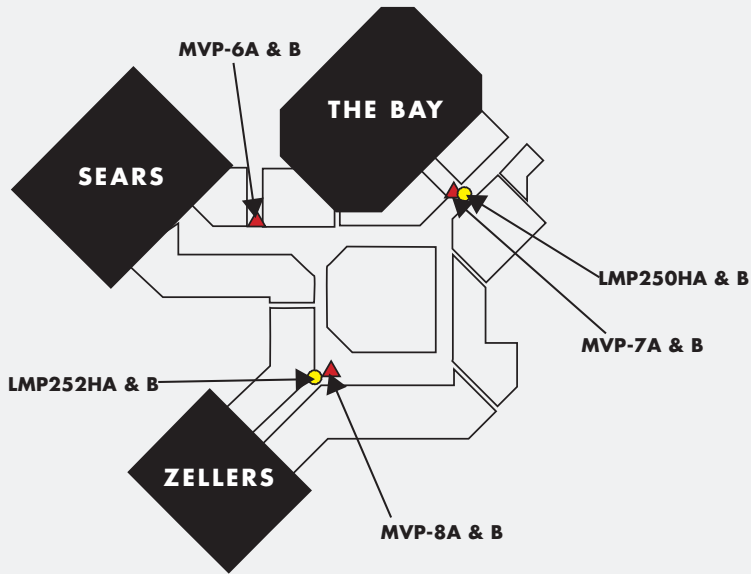 MVP-6A & B
THE BAY
SEARS
LMP250HA & B
MVP-7A & B
LMP252HA & B
ZELLERS
MVP-8A & B